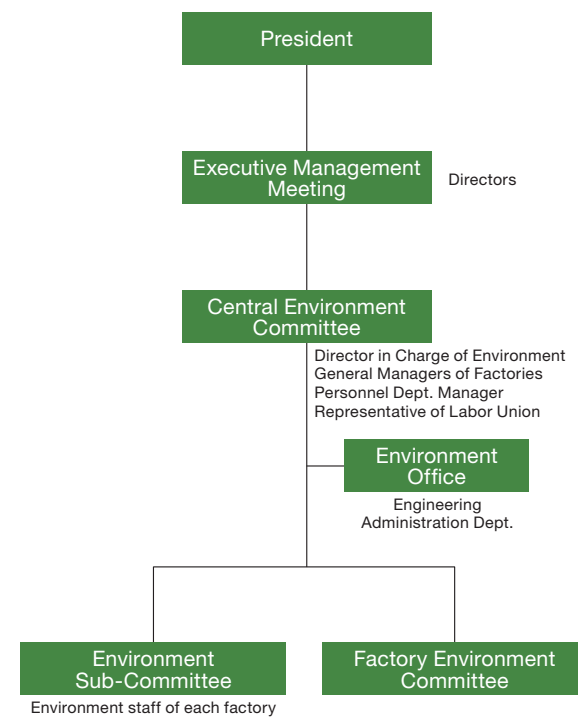 President
Executive Management
Meeting
Directors
Central Environment
Committee
Director in Charge of Environment
General Managers of Factories
Personnel Dept. Manager
Representative of Labor Union
Environment
Office
Engineering
Administration Dept.
Environment
Sub-Committee
Environment staff of each factory
Factory Environment
Committee